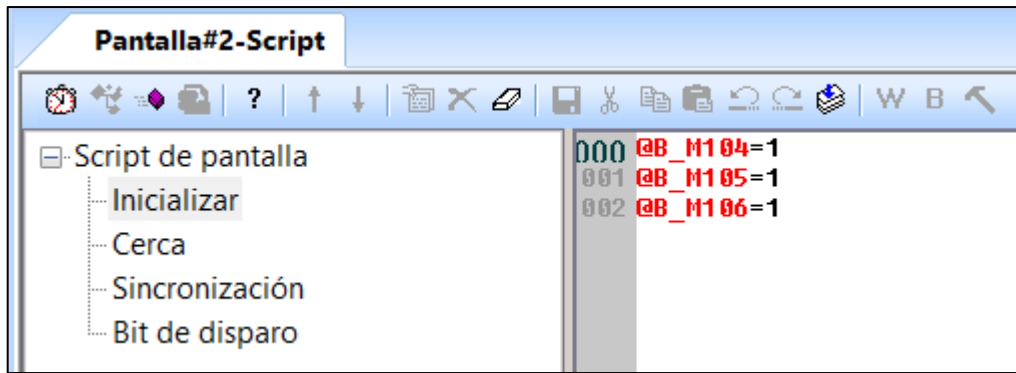 Pantalla#2-Script
? W B
Script de pantalla
Inicializar
Cerca
Sincronización
Bit de disparo
000 @B_M104=1
001 @B_M105=1
002 @B_M106=1